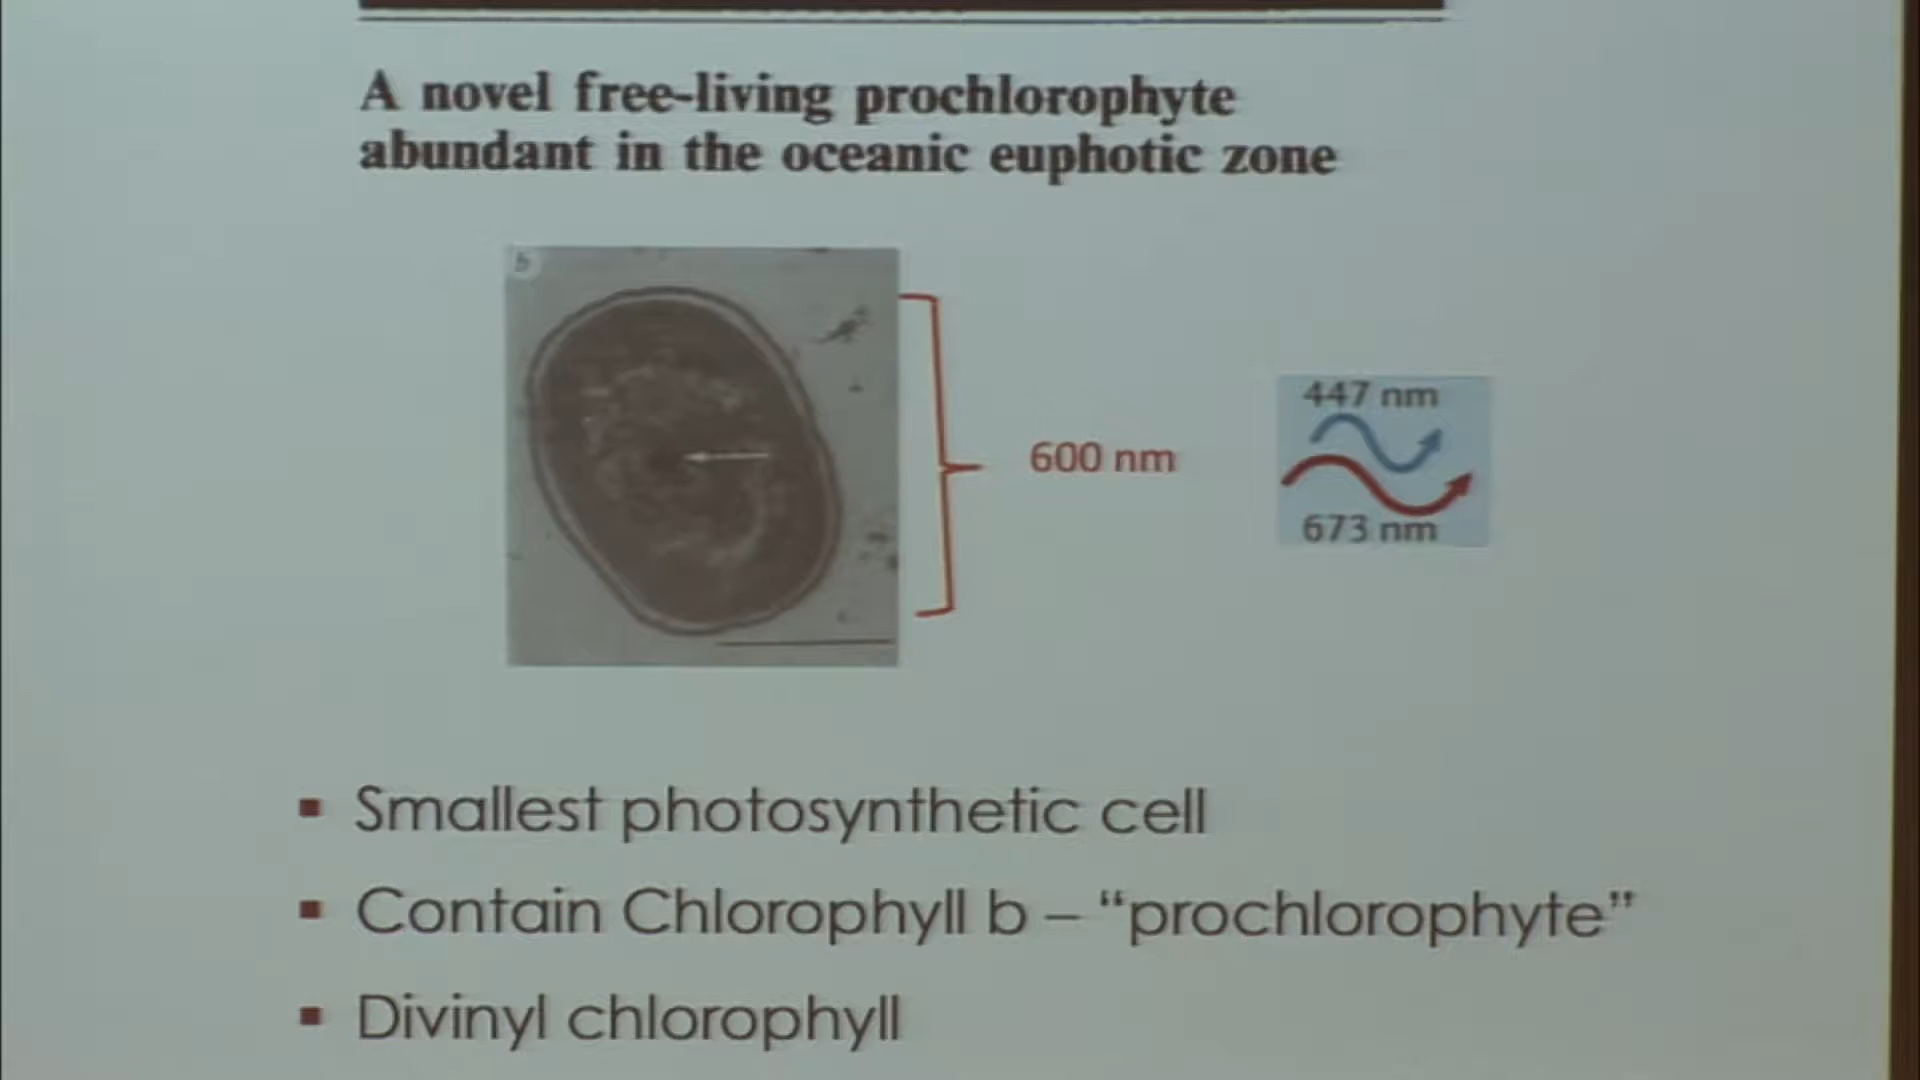 A novel free-living prochlorophyte
abundant in the oceanic euphotic zone
b
600 nm
447 nm
673 nm
▪ Smallest photosynthetic cell
▪ Contain Chlorophyll b – “prochlorophyte”
▪ Divinyl chlorophyll